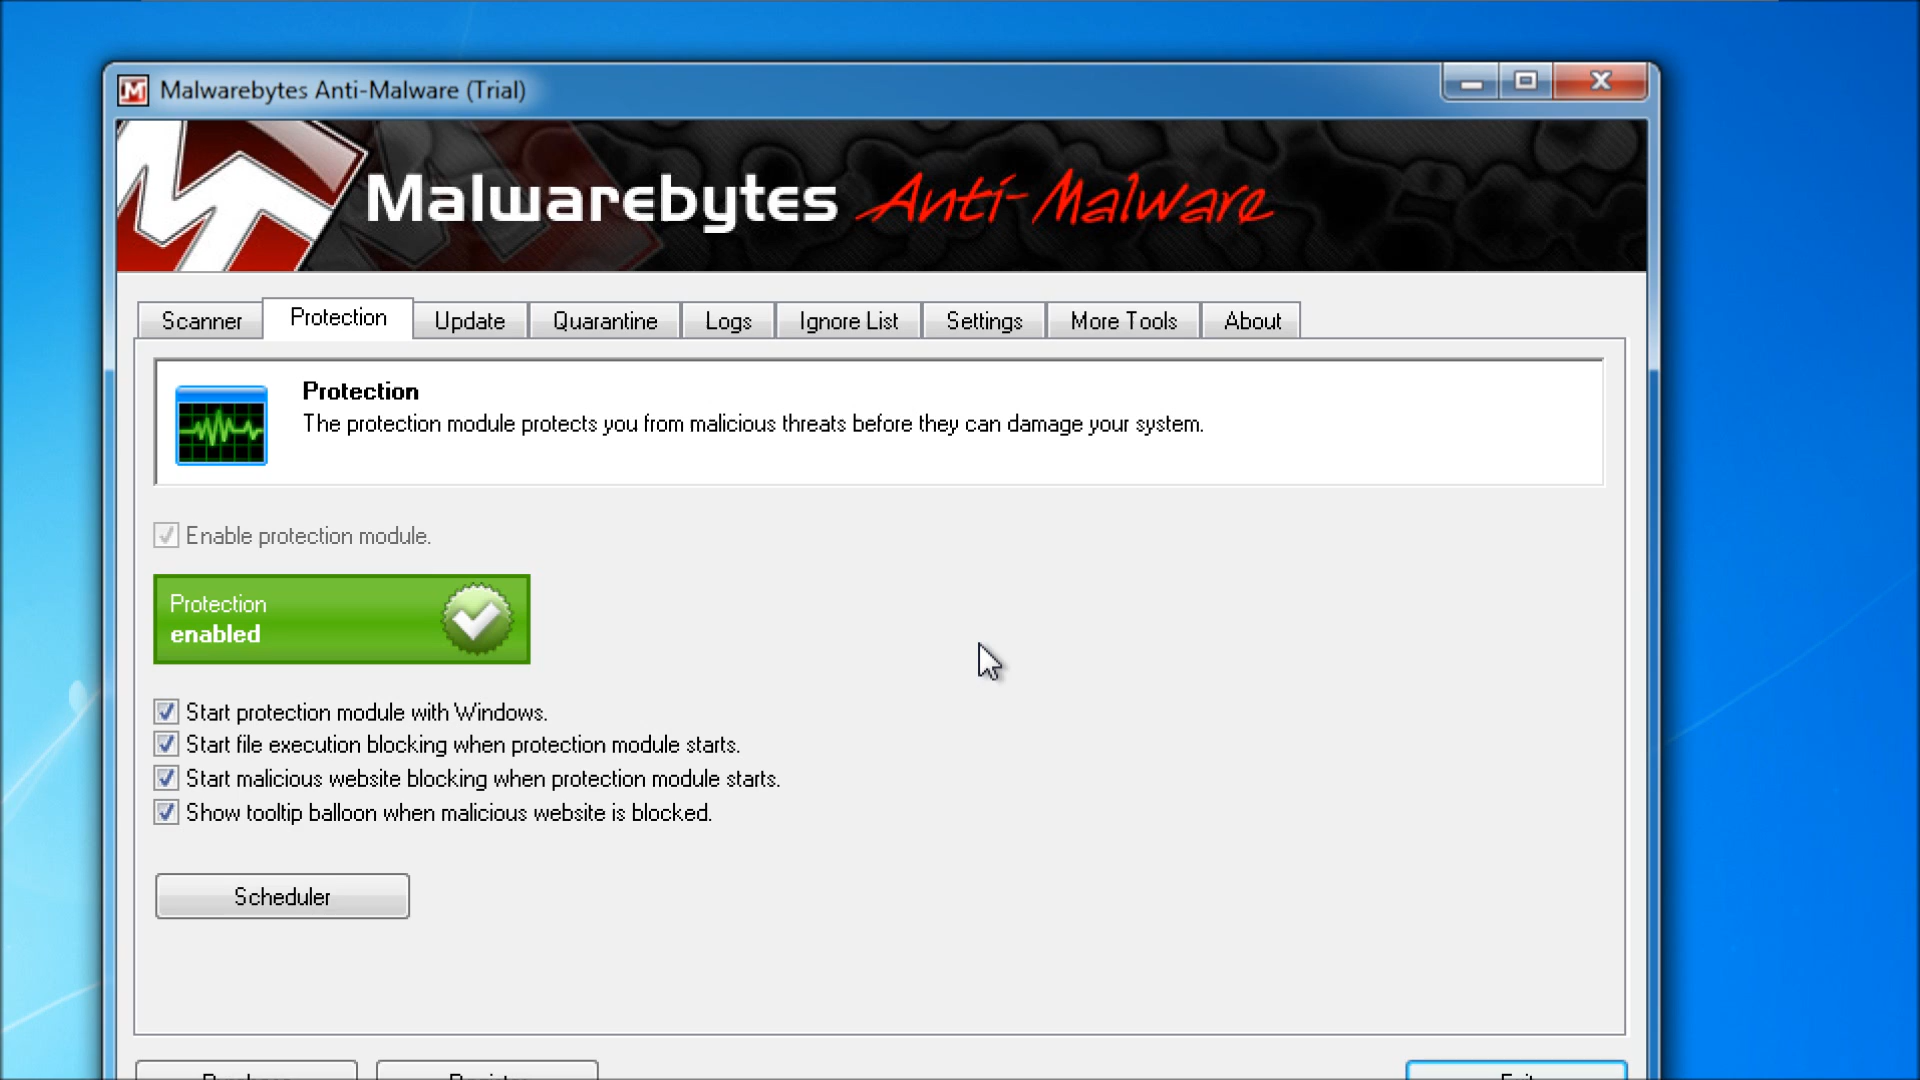 Malwarebytes Anti-Malware (Trial)
Malwarebytes Anti-Malware
Scanner Protection Update Quarantine Logs Ignore List Settings More Tools About
Protection
The protection module protects you from malicious threats before they can damage your system.
Enable protection module.
Protection
enabled
Start protection module with Windows.
Start file execution blocking when protection module starts.
Start malicious website blocking when protection module starts.
Show tooltip balloon when malicious website is blocked.
Scheduler